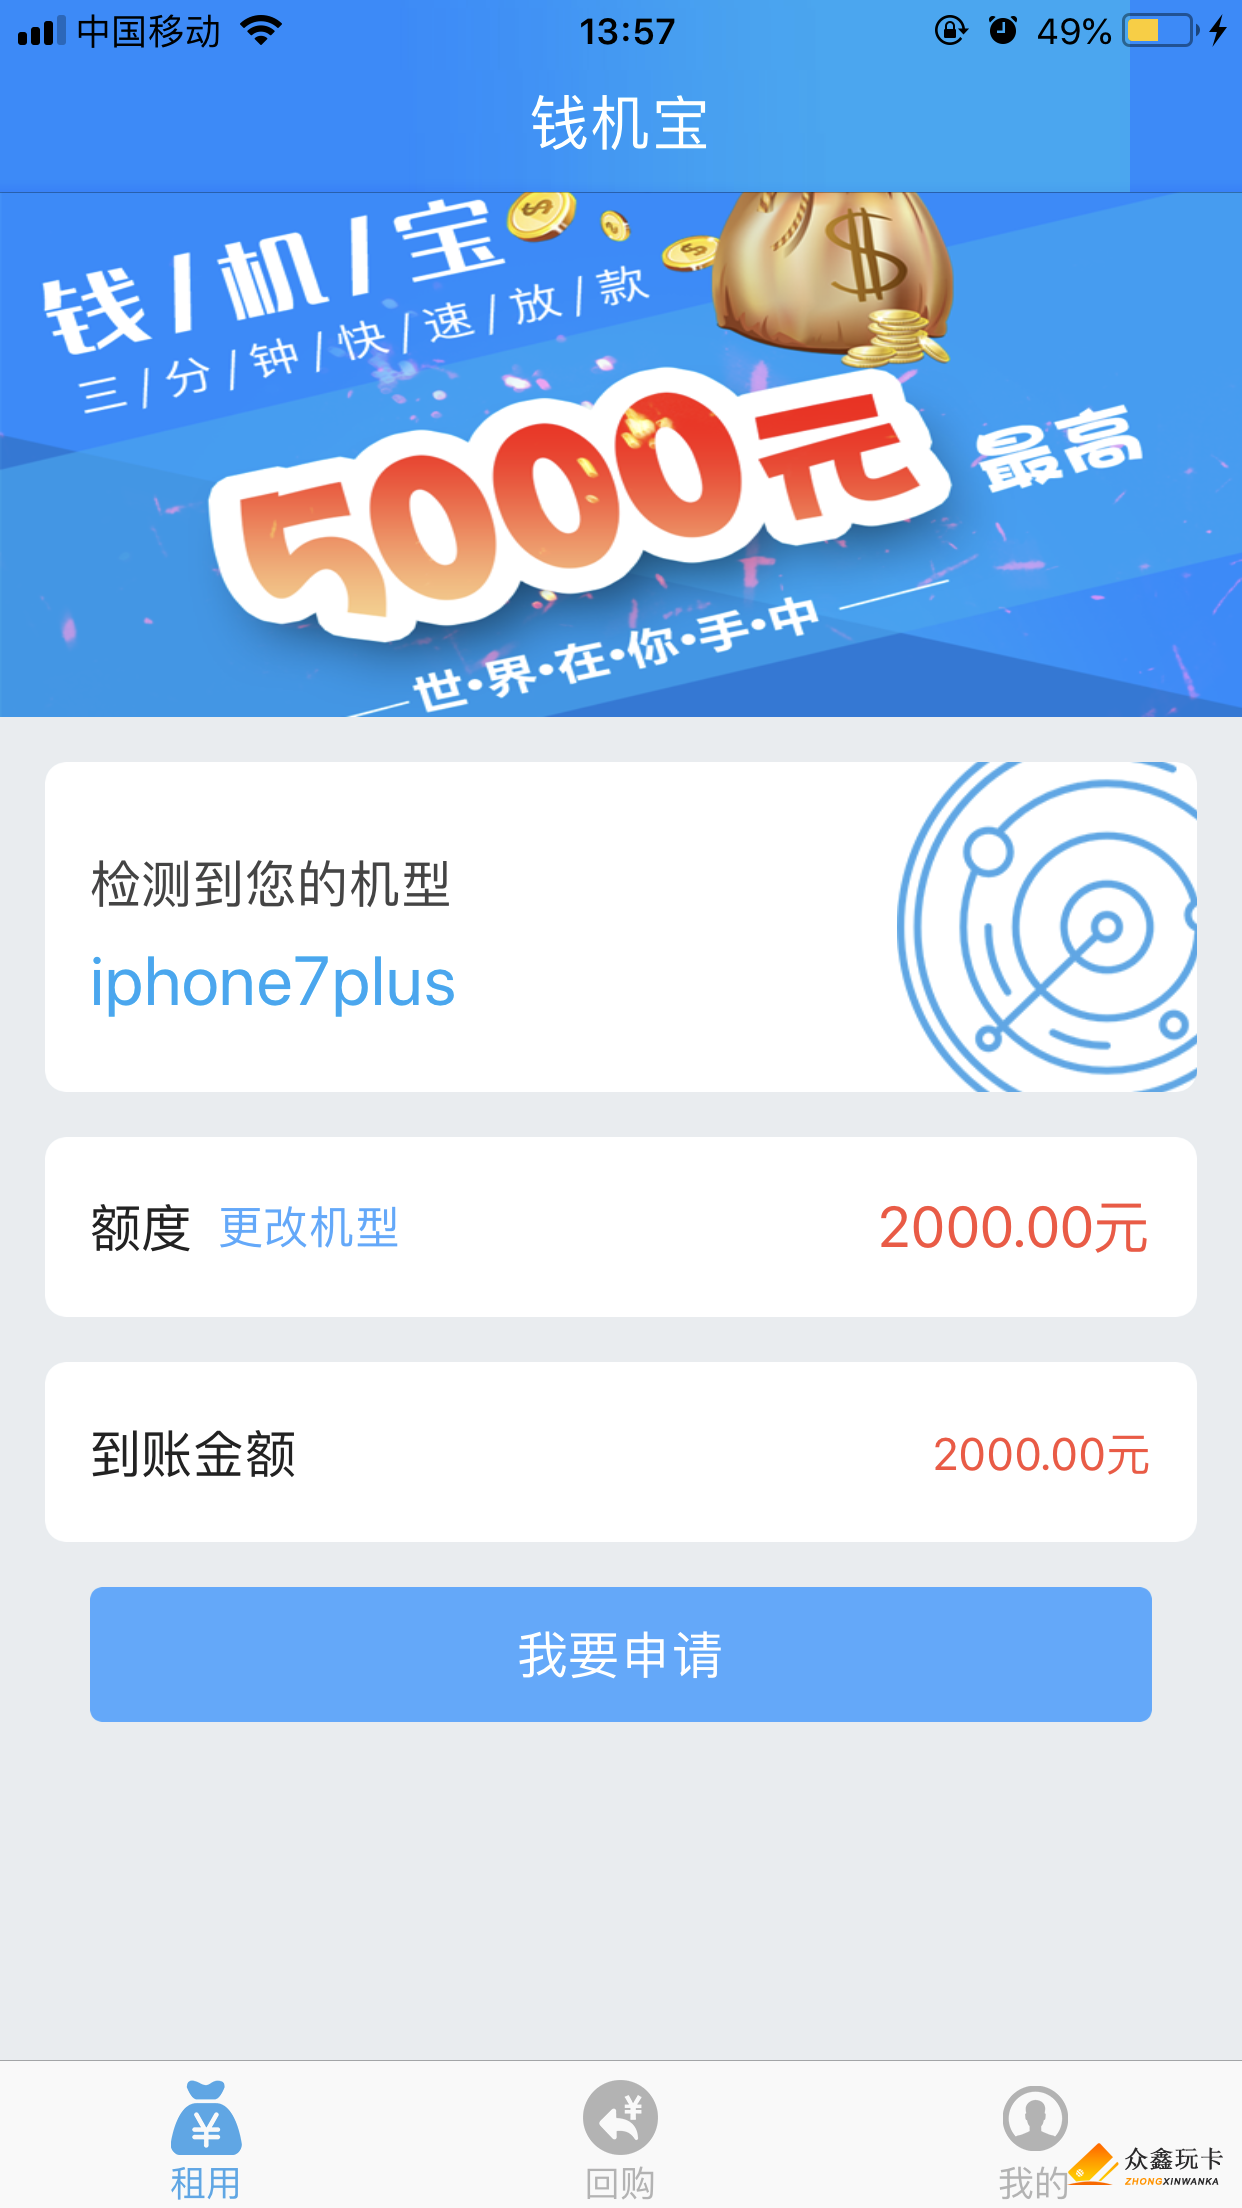 中国移动
13:57
49%
钱机宝
钱/机/宝
三/分/钟/快/速/放/款
5000元
最高
世·界·在·你·手·中
检测到您的机型
iphone7plus
额度 更改机型 2000.00元
到账金额 2000.00元
我要申请
租用
回购
我的
众鑫玩卡
ZHONGXINWANKA